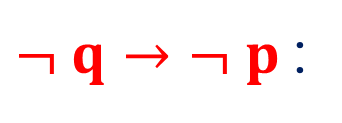 ¬ q → ¬ p :